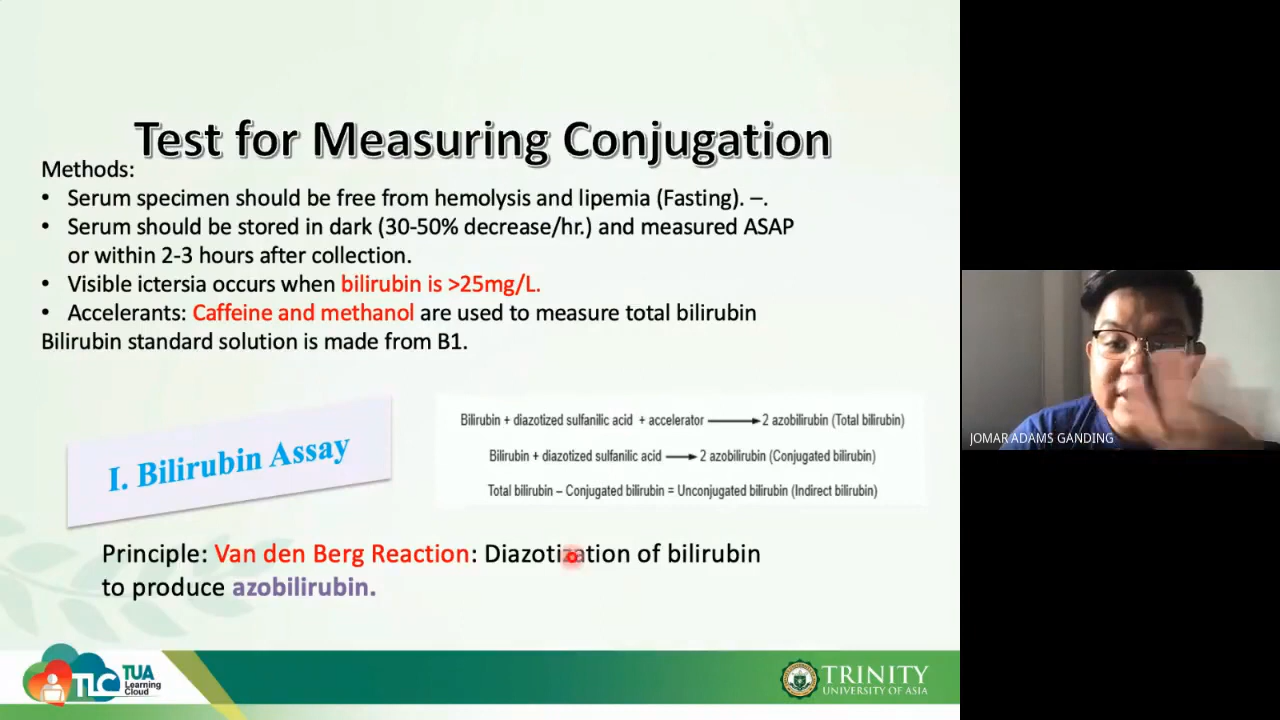 Test for Measuring Conjugation
Methods:
• Serum specimen should be free from hemolysis and lipemia (Fasting). –.
• Serum should be stored in dark (30-50% decrease/hr.) and measured ASAP
or within 2-3 hours after collection.
• Visible ictersia occurs when bilirubin is >25mg/L.
• Accelerants: Caffeine and methanol are used to measure total bilirubin
Bilirubin standard solution is made from B1.
I. Bilirubin Assay
Bilirubin + diazotized sulfanilic acid + accelerator ⟶ 2 azobilirubin (Total bilirubin)
Bilirubin + diazotized sulfanilic acid ⟶ 2 azobilirubin (Conjugated bilirubin)
Total bilirubin – Conjugated bilirubin = Unconjugated bilirubin (Indirect bilirubin)
Principle: Van den Berg Reaction: Diazotization of bilirubin
to produce azobilirubin.
JOMAR ADAMS GANDING
TLC TUA
Learning
Cloud
TRINITY
UNIVERSITY OF ASIA